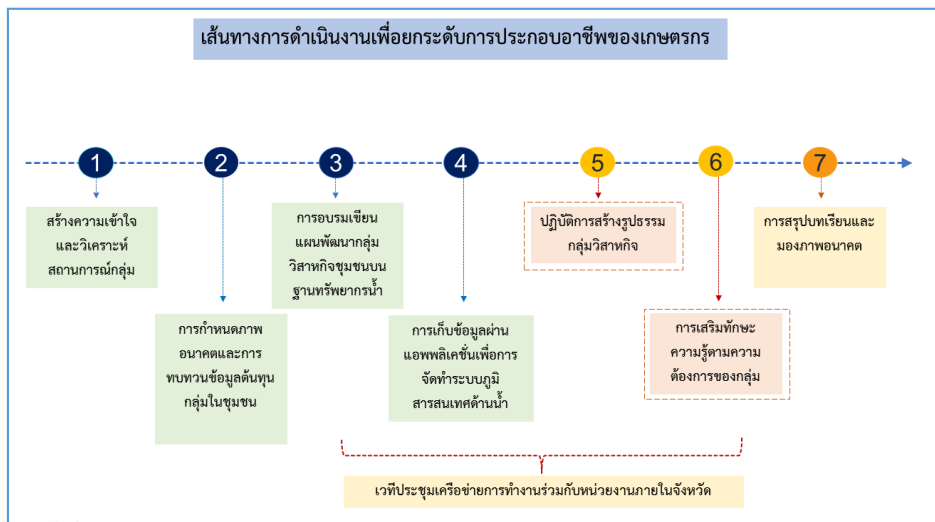 เส้นทางการดำเนินงานเพื่อยกระดับการประกอบอาชีพของเกษตรกร
1
2
3
4
5
6
7
สร้างความเข้าใจ
และวิเคราะห์
สถานการณ์กลุ่ม
การกำหนดภาพ
อนาคตและการ
ทบทวนข้อมูลต้นทุน
กลุ่มในชุมชน
การอบรมเขียน
แผนพัฒนากลุ่ม
วิสาหกิจชุมชนบน
ฐานทรัพยากรน้ำ
การเก็บข้อมูลผ่าน
แอพพลิเคชั่นเพื่อการ
จัดทำระบบภูมิ
สารสนเทศด้านน้ำ
ปฏิบัติการสร้างรูปธรรม
กลุ่มวิสาหกิจ
การเสริมทักษะ
ความรู้ตามความ
ต้องการของกลุ่ม
การสรุปบทเรียนและ
มองภาพอนาคต
เวทีประชุมเครือข่ายการทำงานร่วมกับหน่วยงานภายในจังหวัด